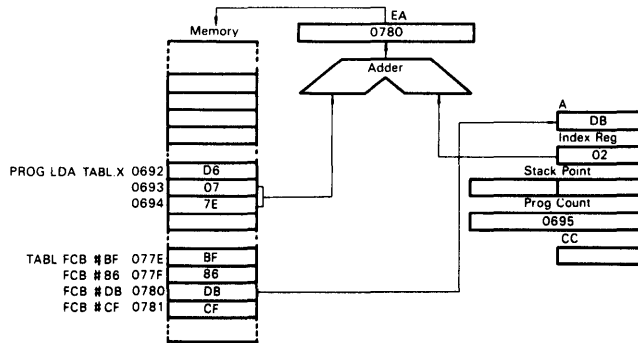 EA
Memory
0780
Adder
A
DB
Index Reg
02
Stack Point
Prog Count
0695
CC
PROG LDA TABL.X 0692 D6
0693 07
0694 7E
TABL FCB #BF 077E BF
FCB #86 077F 86
FCB #DB 0780 DB
FCB #CF 0781 CF